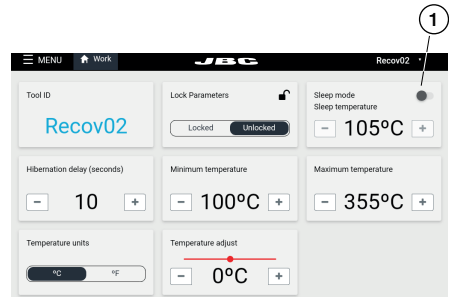 1
MENU Work JBC Recov02
Tool ID
Recov02
Lock Parameters
Locked Unlocked
Sleep mode
Sleep temperature
- 105ºC +
Hibernation delay (seconds)
- 10 +
Minimum temperature
- 100ºC +
Maximum temperature
- 355ºC +
Temperature units
ºC ºF
Temperature adjust
- 0ºC +